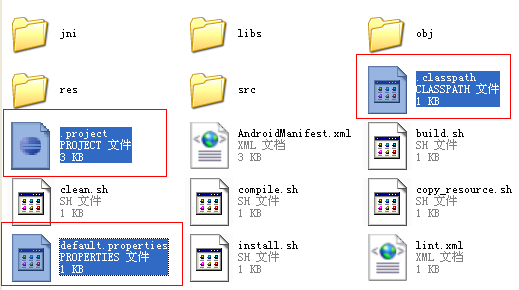 jni
libs
obj
res
src
.classpath
CLASSPATH 文件
1 KB
.project
PROJECT 文件
3 KB
AndroidManifest.xml
XML 文档
3 KB
build.sh
SH 文件
1 KB
clean.sh
SH 文件
1 KB
compile.sh
SH 文件
1 KB
copy_resource.sh
SH 文件
1 KB
default.properties
PROPERTIES 文件
1 KB
install.sh
SH 文件
1 KB
lint.xml
XML 文档
1 KB